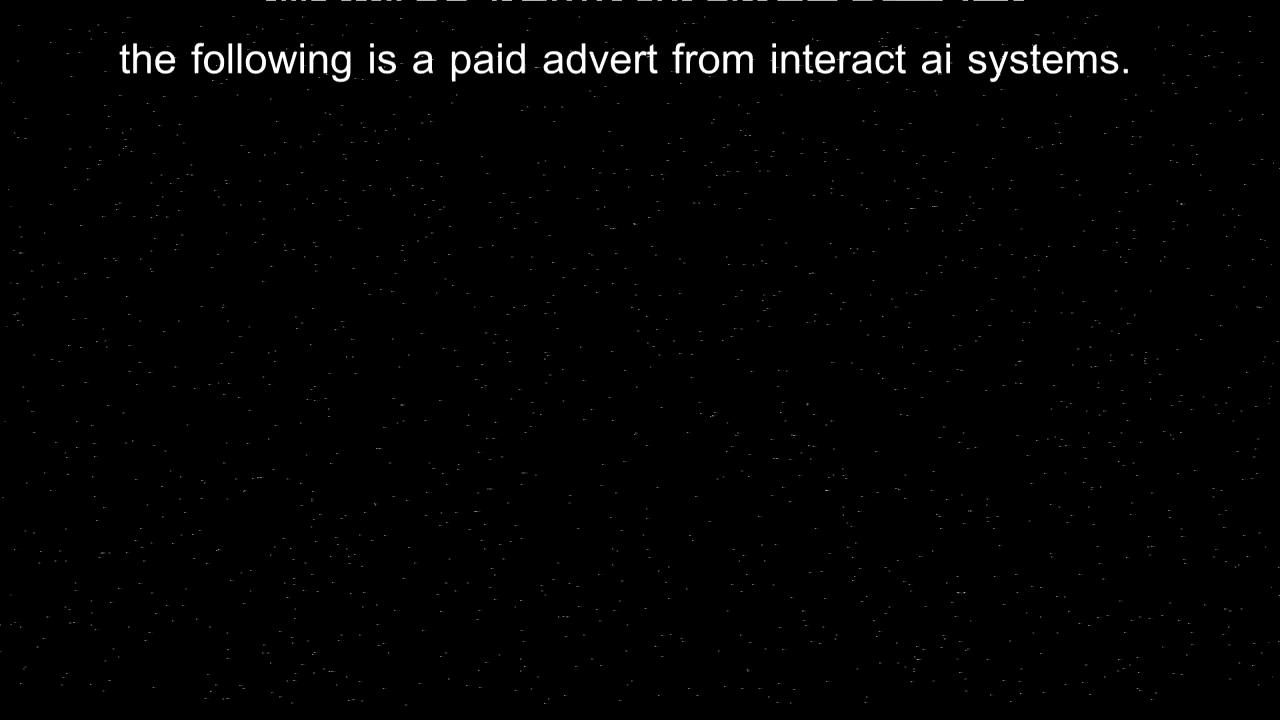 the following is a paid advert from interact ai systems.